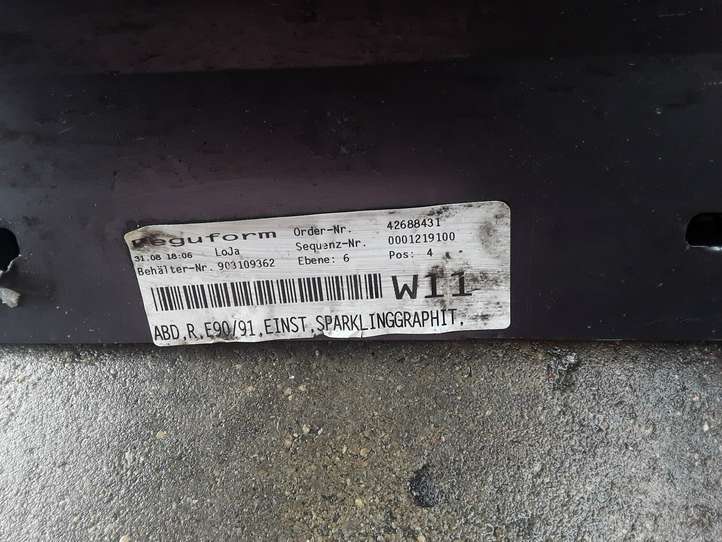 Peguform Order-Nr. 42688431
31.08 18:06 LoJa Sequenz-Nr. 0001219100
Behälter-Nr. 903109362 Ebene: 6 Pos: 4
W11
ABD.R.E90/91.EINST.SPARKLINGGRAPHIT.